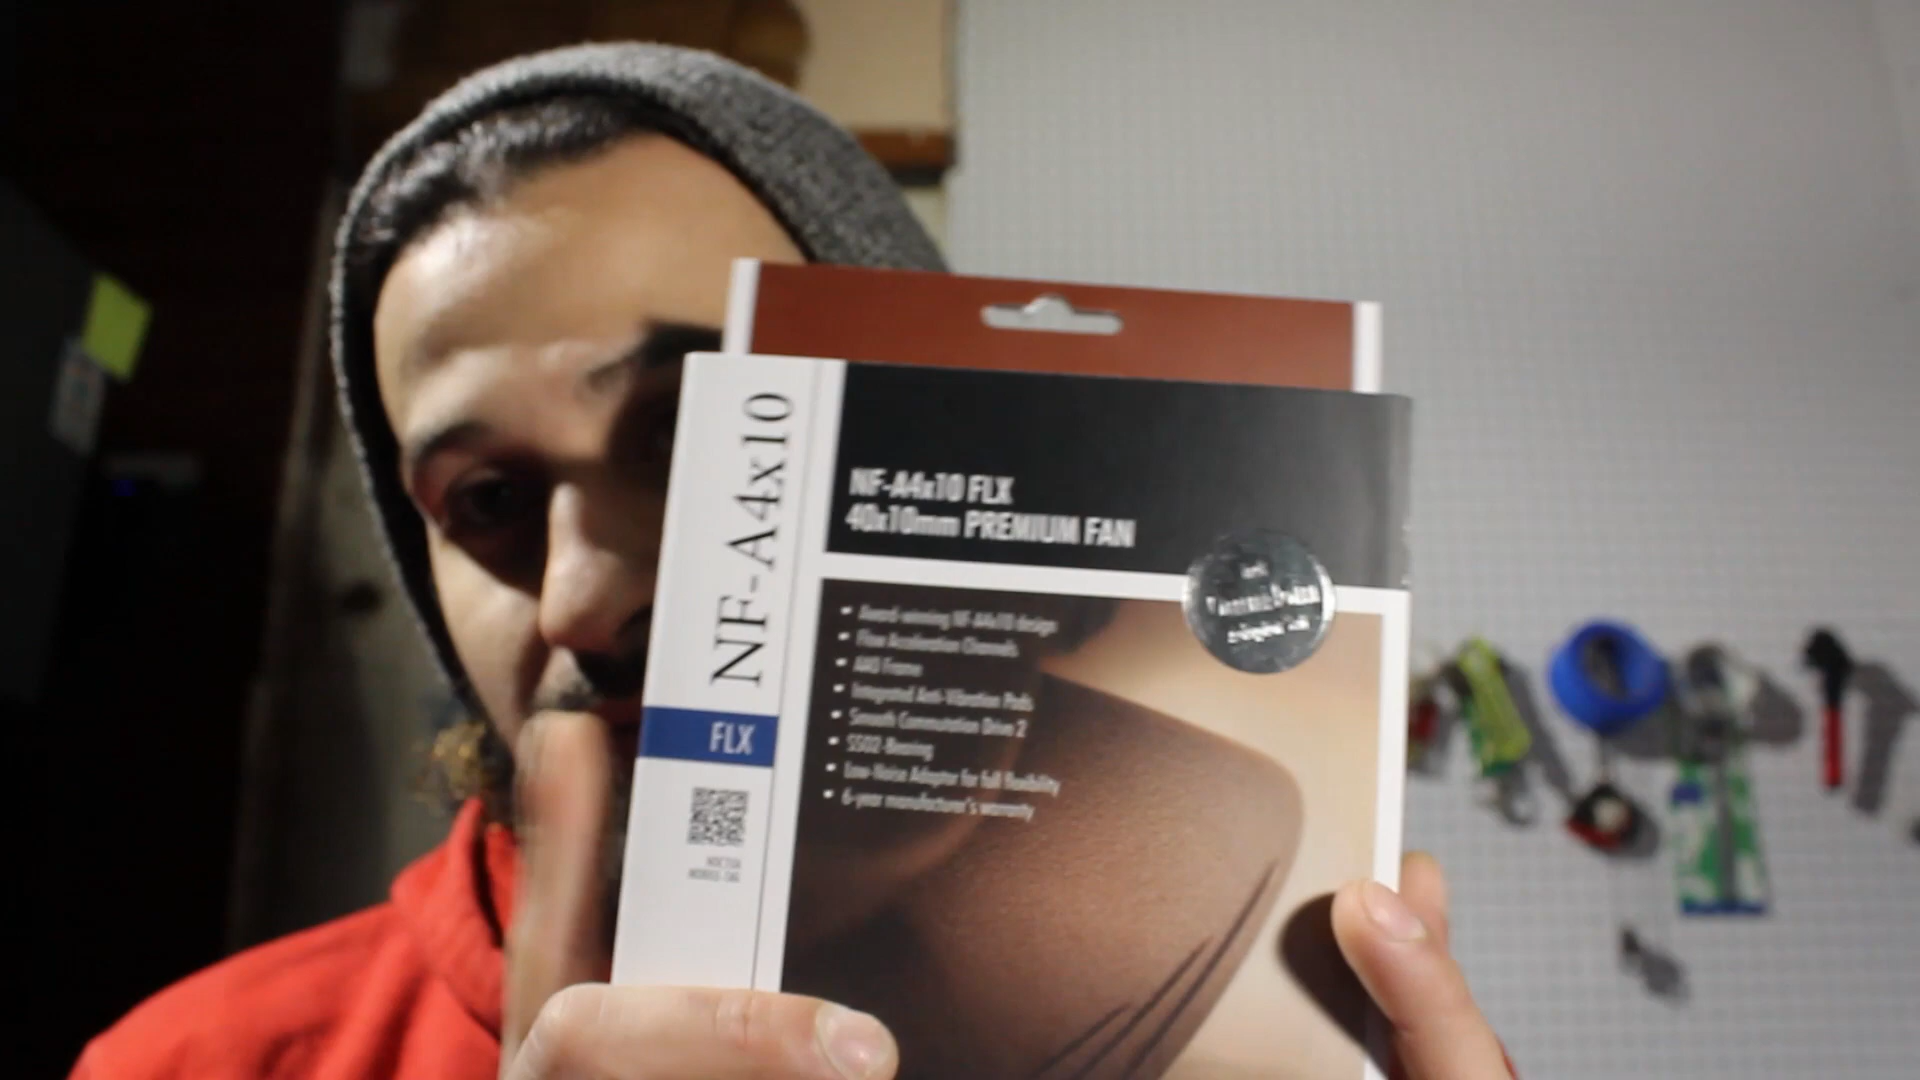 NF-A4x10
FLX
NF-A4x10 FLX
40x10mm PREMIUM FAN
Award-winning NF-A4x10 design
Flow Acceleration Channels
AAO Frame
Integrated Anti-Vibration Pads
Smooth Commutation Drive 2
SSO2-Bearing
Low-Noise Adaptor for full flexibility
6-year manufacturer's warranty